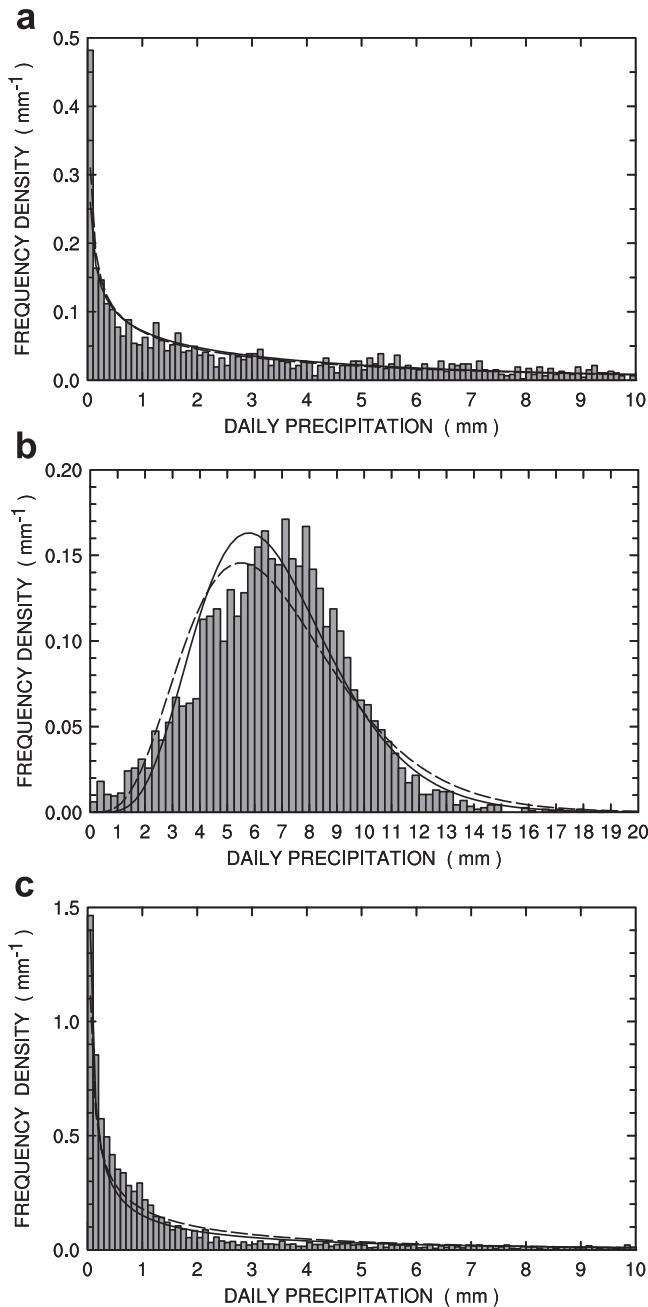 a
0.5
0.4
0.3
0.2
0.1
0.0
FREQUENCY DENSITY ( mm-1 )
0 1 2 3 4 5 6 7 8 9 10
DAILY PRECIPITATION ( mm )
b
0.20
0.15
0.10
0.05
0.00
FREQUENCY DENSITY ( mm-1 )
0 1 2 3 4 5 6 7 8 9 10 11 12 13 14 15 16 17 18 19 20
DAILY PRECIPITATION ( mm )
c
1.5
1.0
0.5
0.0
FREQUENCY DENSITY ( mm-1 )
0 1 2 3 4 5 6 7 8 9 10
DAILY PRECIPITATION ( mm )